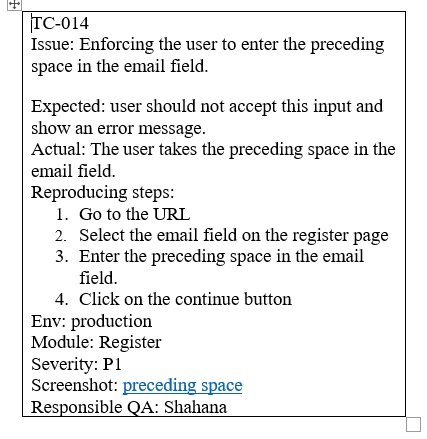 TC-014
Issue: Enforcing the user to enter the preceding
space in the email field.
Expected: user should not accept this input and
show an error message.
Actual: The user takes the preceding space in the
email field.
Reproducing steps:
1. Go to the URL
2. Select the email field on the register page
3. Enter the preceding space in the email
field.
4. Click on the continue button
Env: production
Module: Register
Severity: P1
Screenshot: preceding space
Responsible QA: Shahana